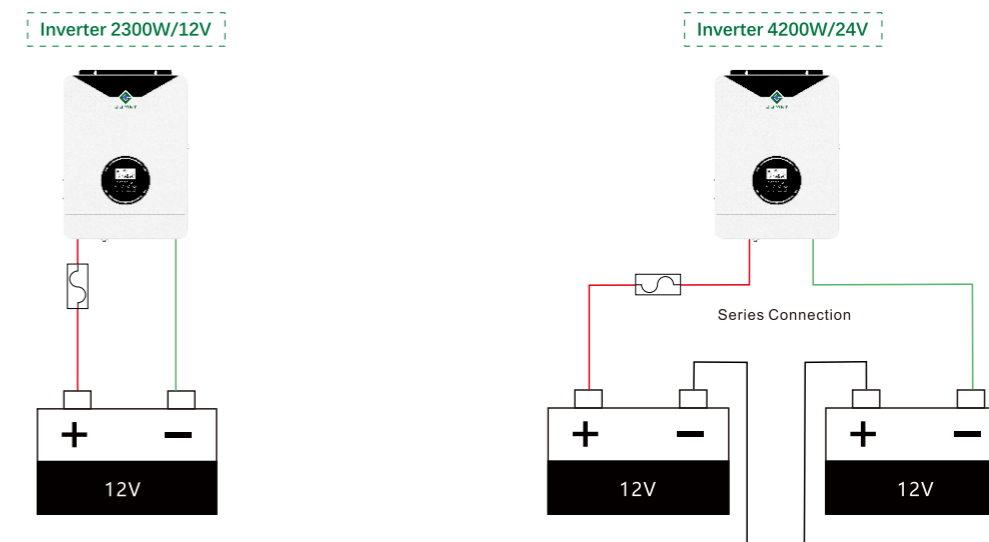 Inverter 2300W/12V
Inverter 4200W/24V
Series Connection
+ −
12V
+ −
12V
+ −
12V